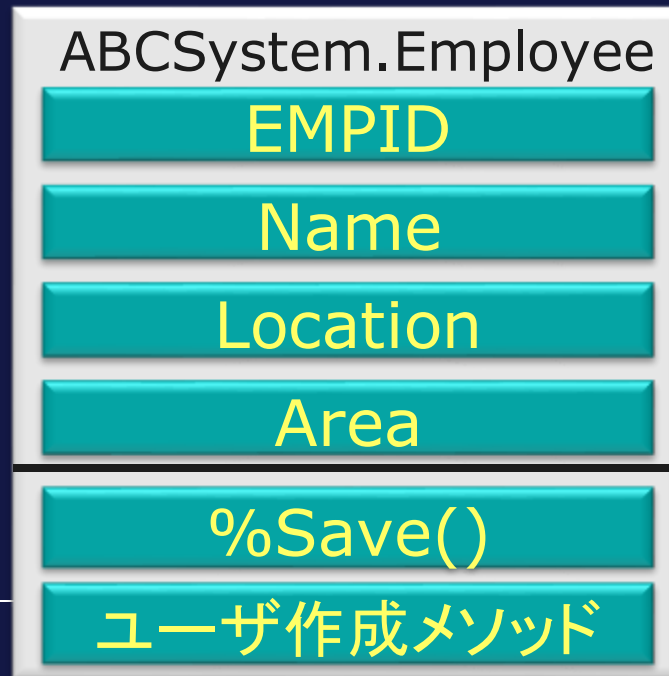 ABCSystem.Employee
EMPID
Name
Location
Area
%Save()
ユーザ作成メソッド